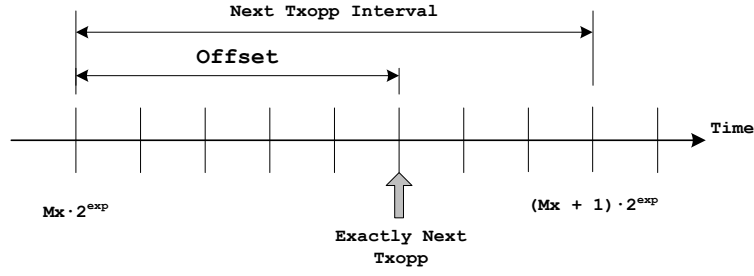 Next Txopp Interval
Offset
Time
Mx·2^exp
(Mx + 1)·2^exp
Exactly Next
Txopp